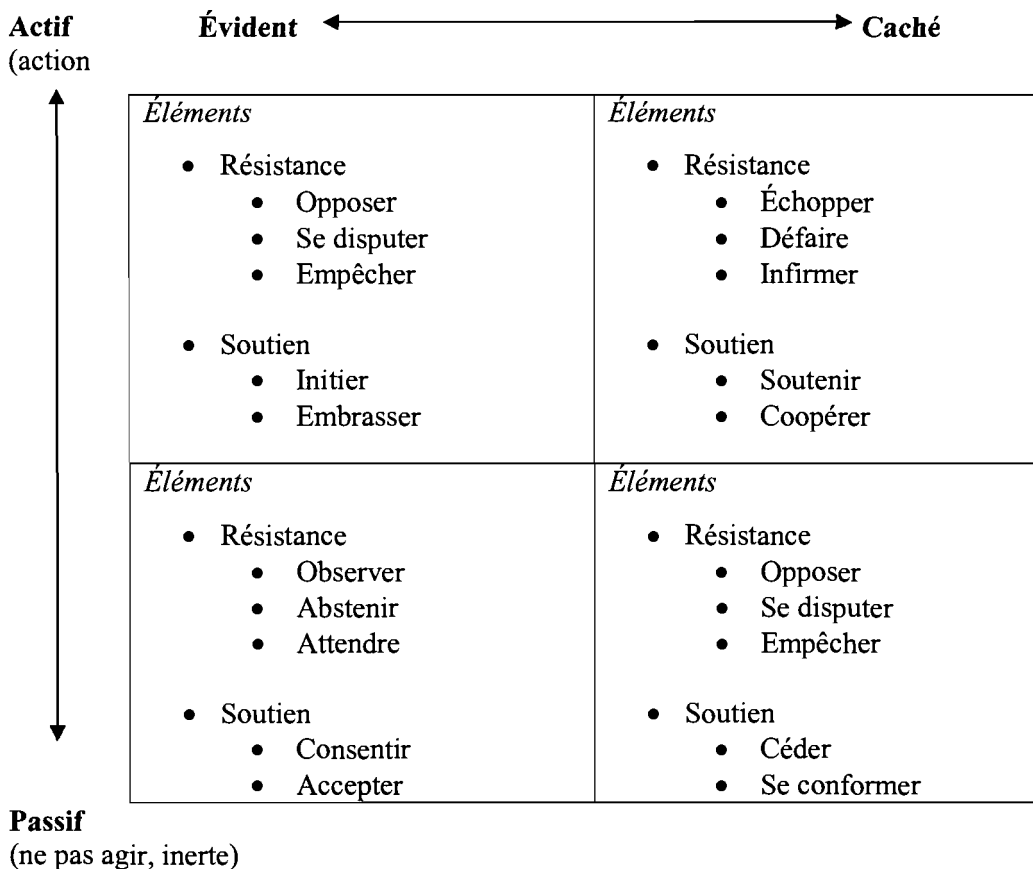 Actif Évident Caché
(action
Éléments
• Résistance
• Opposer
• Se disputer
• Empêcher
• Soutien
• Initier
• Embrasser
Éléments
• Résistance
• Échopper
• Défaire
• Infirmer
• Soutien
• Soutenir
• Coopérer
Éléments
• Résistance
• Observer
• Abstenir
• Attendre
• Soutien
• Consentir
• Accepter
Éléments
• Résistance
• Opposer
• Se disputer
• Empêcher
• Soutien
• Céder
• Se conformer
Passif
(ne pas agir, inerte)